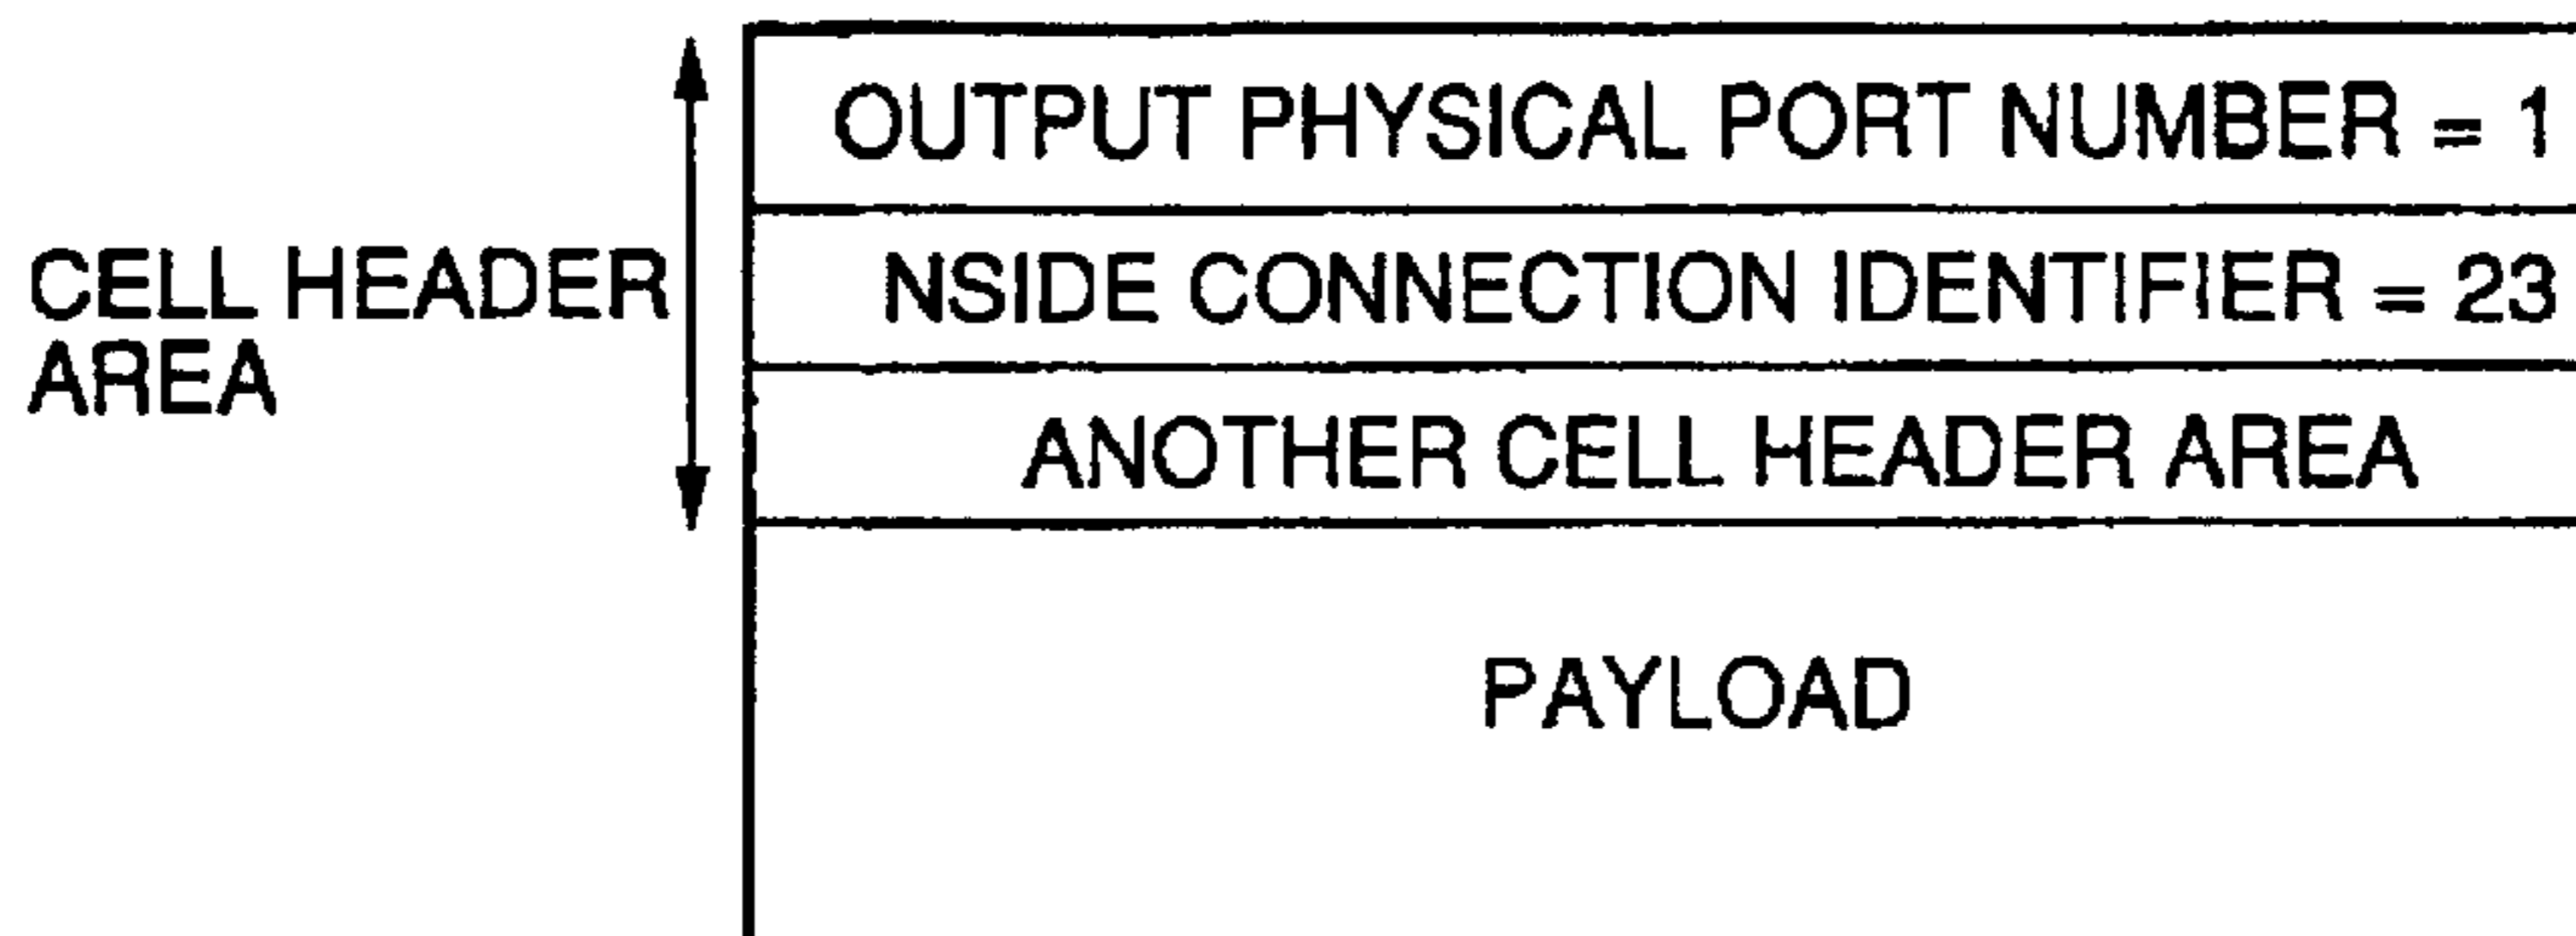 OUTPUT PHYSICAL PORT NUMBER = 1
NSIDE CONNECTION IDENTIFIER = 23
CELL HEADER
AREA
ANOTHER CELL HEADER AREA
PAYLOAD